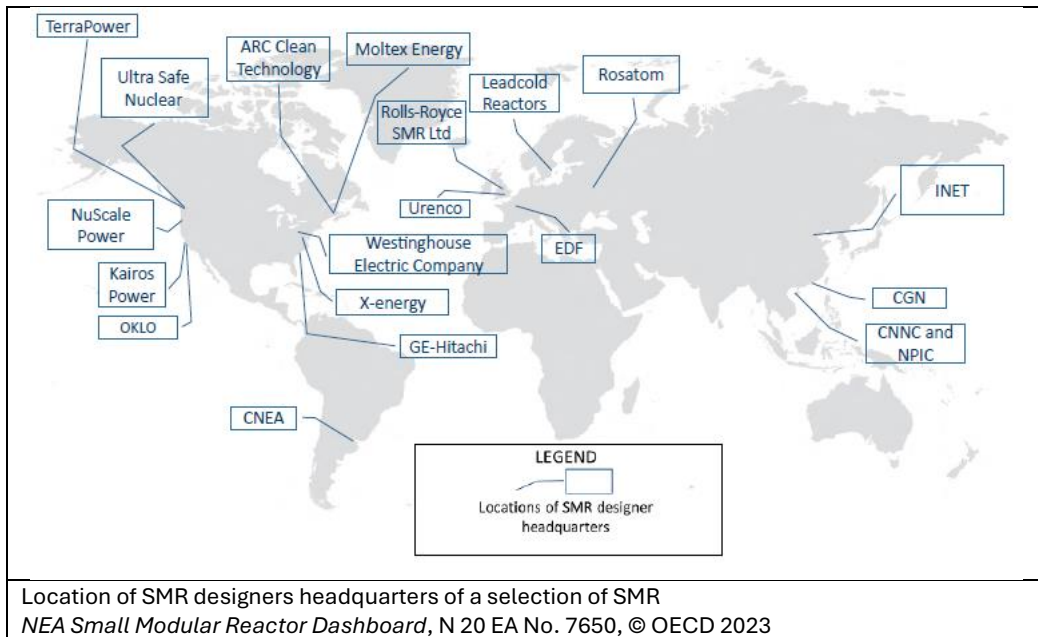 TerraPower
Ultra Safe
Nuclear
ARC Clean
Technology
Moltex Energy
Leadcold
Reactors
Rosatom
Rolls-Royce
SMR Ltd
INET
Urenco
NuScale
Power
Westinghouse
Electric Company
EDF
Kairos
Power
X-energy
CGN
OKLO
GE-Hitachi
CNNC and
NPIC
CNEA
LEGEND
Locations of SMR designer
headquarters
Location of SMR designers headquarters of a selection of SMR
NEA Small Modular Reactor Dashboard, N 20 EA No. 7650, © OECD 2023